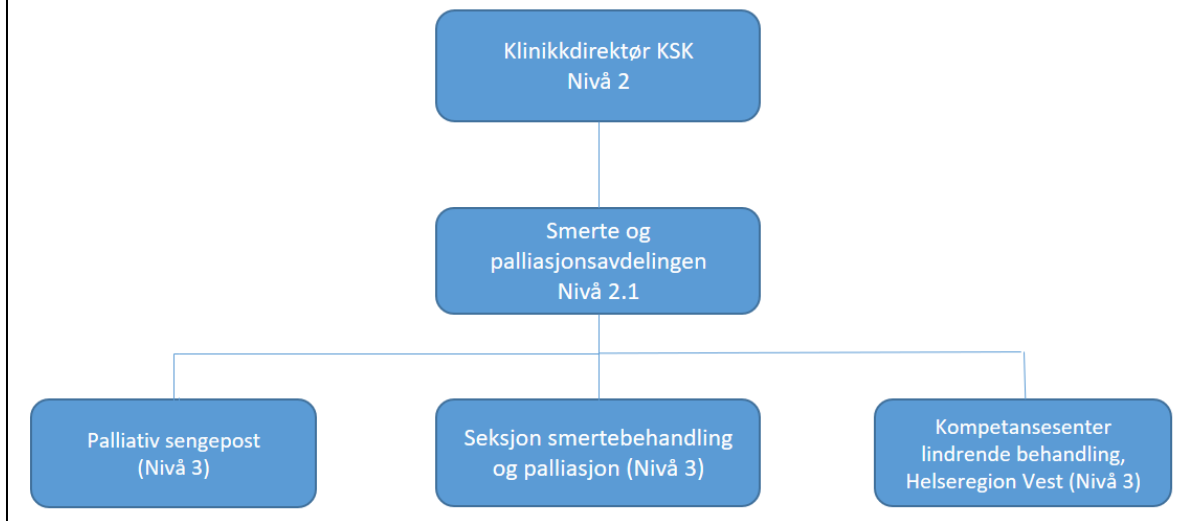 Klinikkdirektør KSK
Nivå 2
Smerte og
palliasjonsavdelingen
Nivå 2.1
Palliativ sengepost
(Nivå 3)
Seksjon smertebehandling
og palliasjon (Nivå 3)
Kompetansesenter
lindrende behandling,
Helseregion Vest (Nivå 3)